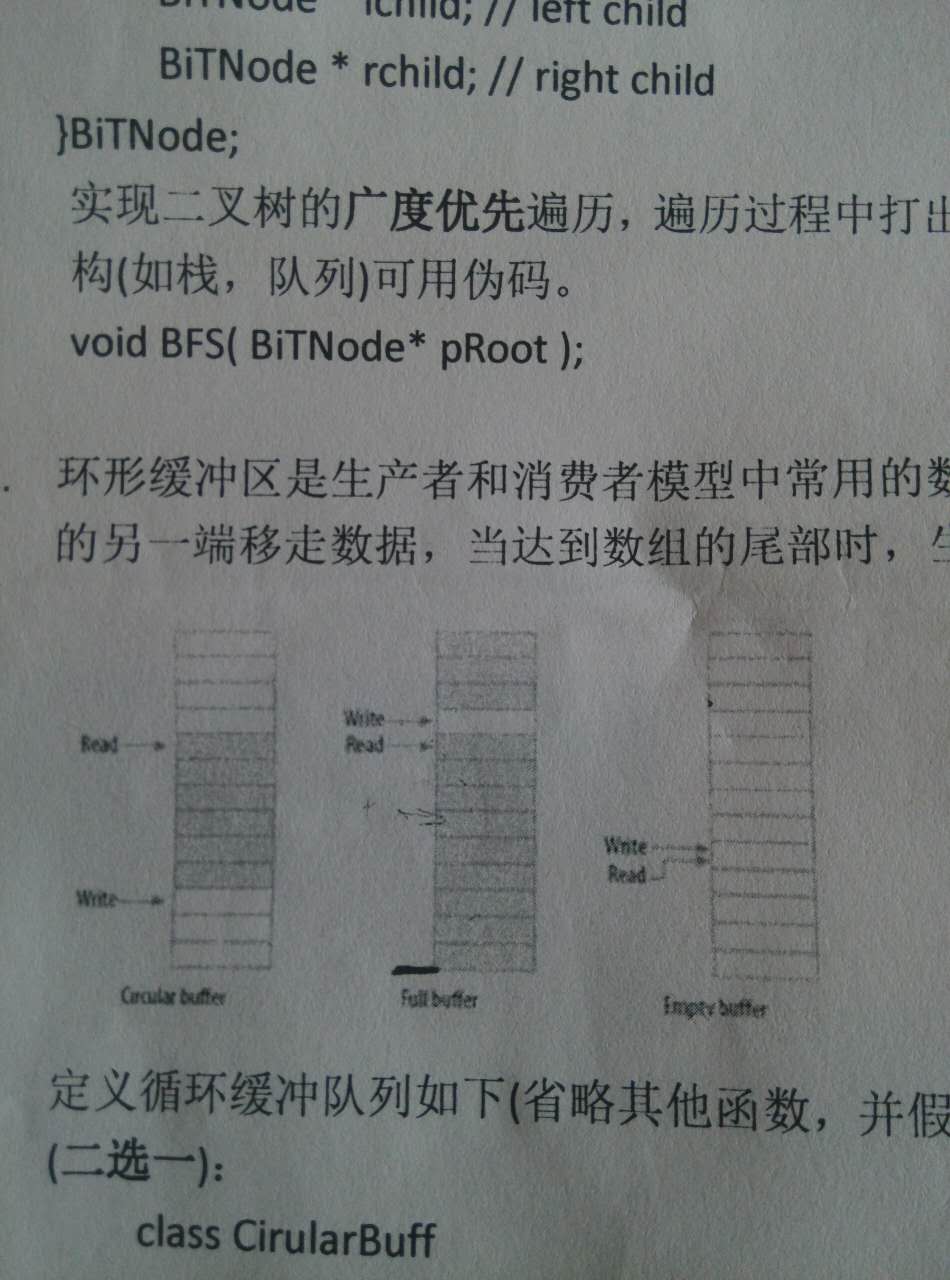 BiTNode * lchild; // left child
BiTNode * rchild; // right child
}BiTNode;
实现二叉树的广度优先遍历，遍历过程中打出
构(如栈，队列)可用伪码。
void BFS( BiTNode* pRoot );
. 环形缓冲区是生产者和消费者模型中常用的数
的另一端移走数据，当达到数组的尾部时，
Write
Read
Read
Write
Read
Write
Circular buffer
Full buffer
Empty buffer
定义循环缓冲队列如下(省略其他函数，并假
(二选一)：
class CirularBuff